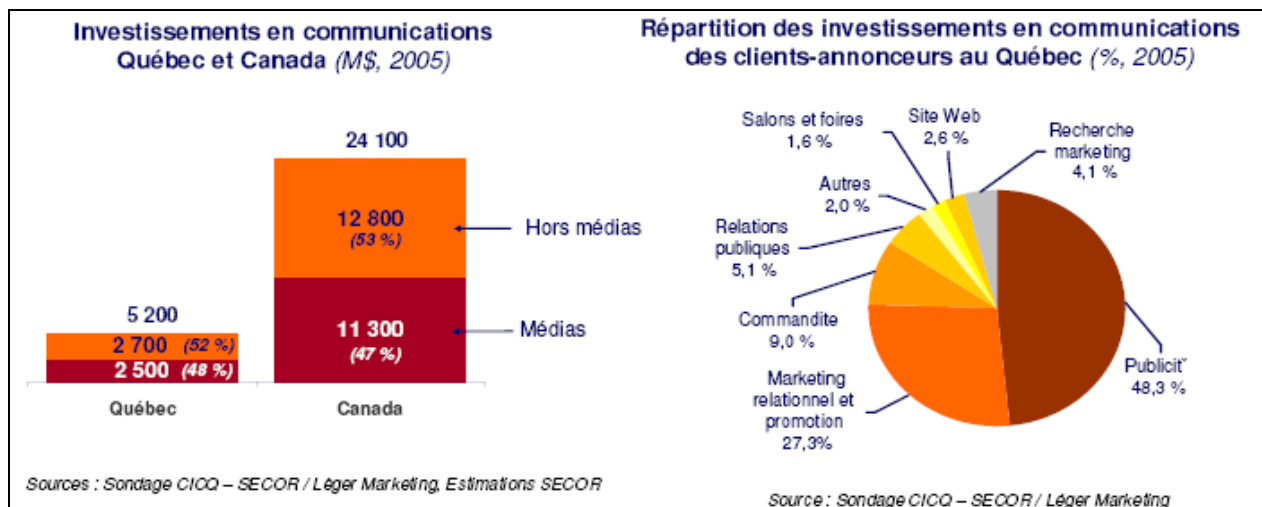 Investissements en communications
Québec et Canada (M$, 2005)
24 100
12 800
(53 %)
Hors médias
5 200
2 700 (52 %)
2 500 (48 %)
11 300
(47 %)
Médias
Québec
Canada
Sources : Sondage CICQ – SECOR / Léger Marketing, Estimations SECOR
Répartition des investissements en communications
des clients-annonceurs au Québec (%, 2005)
Salons et foires
1,6 %
Site Web
2,6 %
Recherche
marketing
4,1 %
Autres
2,0 %
Relations
publiques
5,1 %
Commandite
9,0 %
Marketing
relationnel et
promotion
27,3%
Publicitˇ
48,3 %
Source : Sondage CICQ – SECOR / Léger Marketing